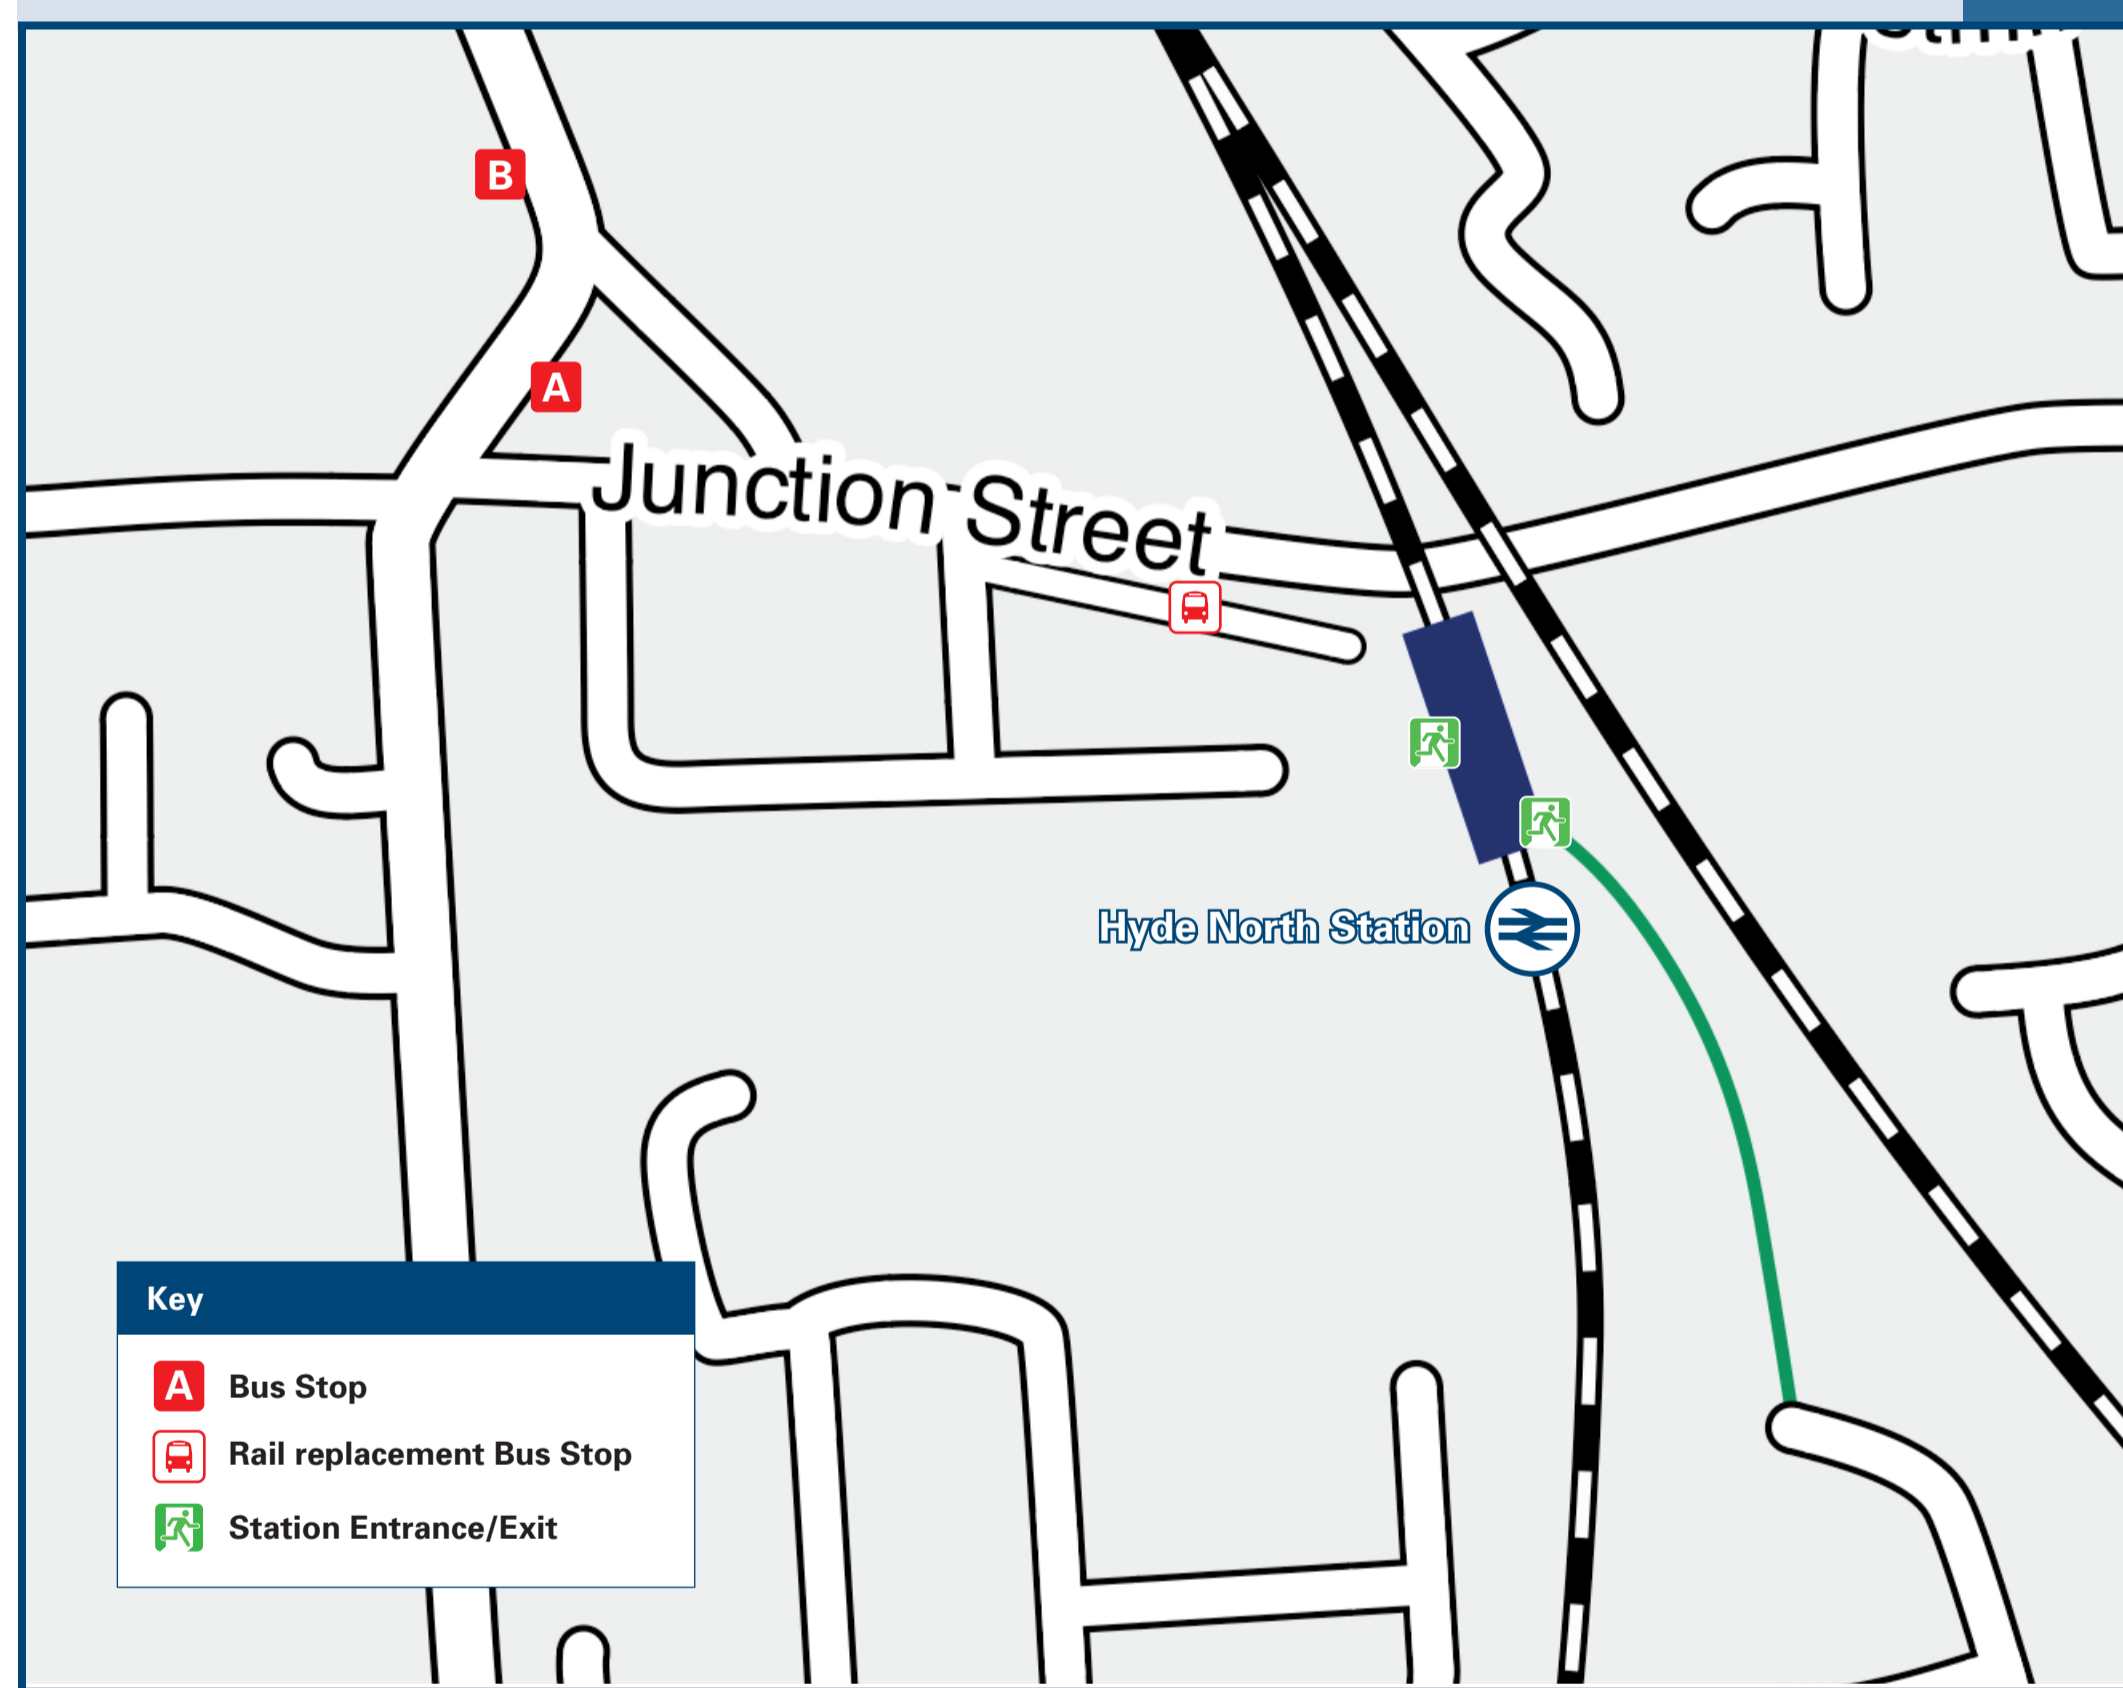 B
A
Junction Street
Hyde North Station
Key
A Bus Stop
Rail replacement Bus Stop
Station Entrance/Exit